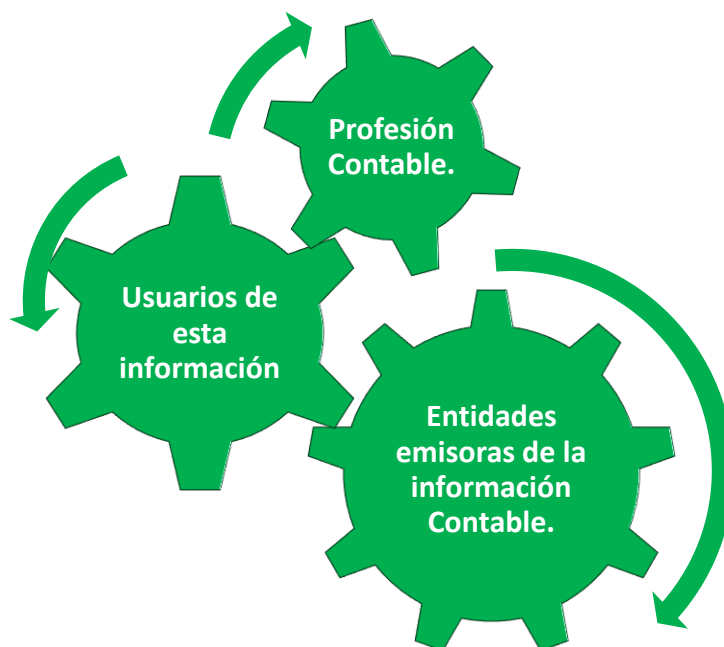 Profesión
Contable.
Usuarios de
esta
información
Entidades
emisoras de la
información
Contable.